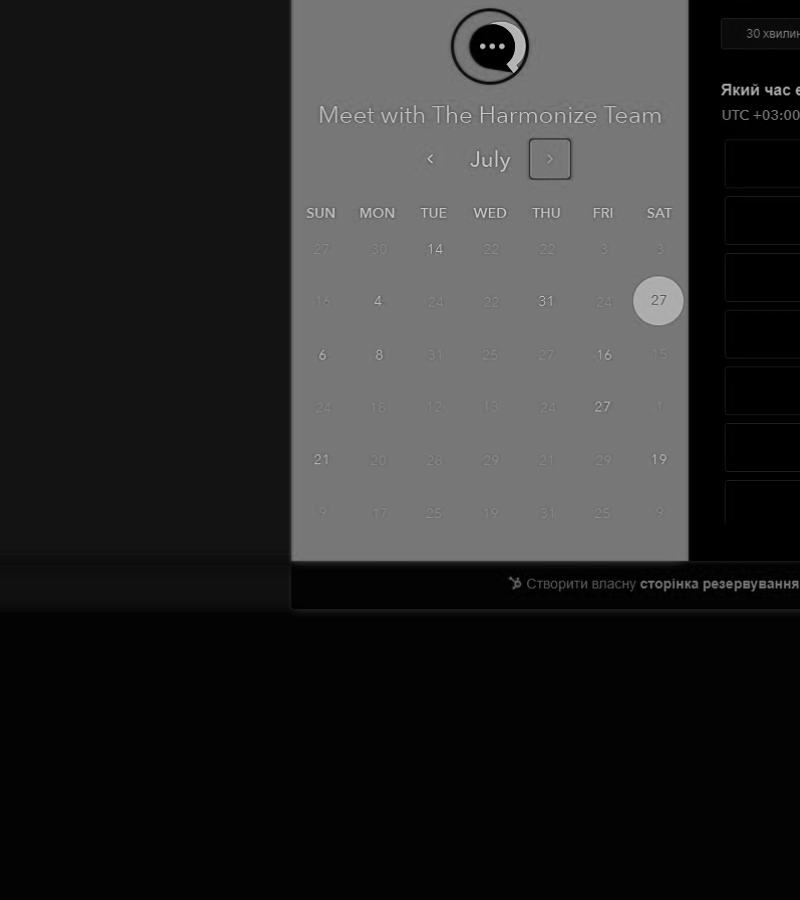 Meet with The Harmonize Team
July
SUN MON TUE WED THU FRI SAT
27 30 14 22 22 3 3
16 4 24 22 31 24 27
6 8 31 25 27 16 15
24 18 12 13 24 27 1
21 20 28 29 21 29 19
9 17 25 19 31 25 9
30 хвилин
Який час
UTC +03:00
Створити власну сторінка резервування